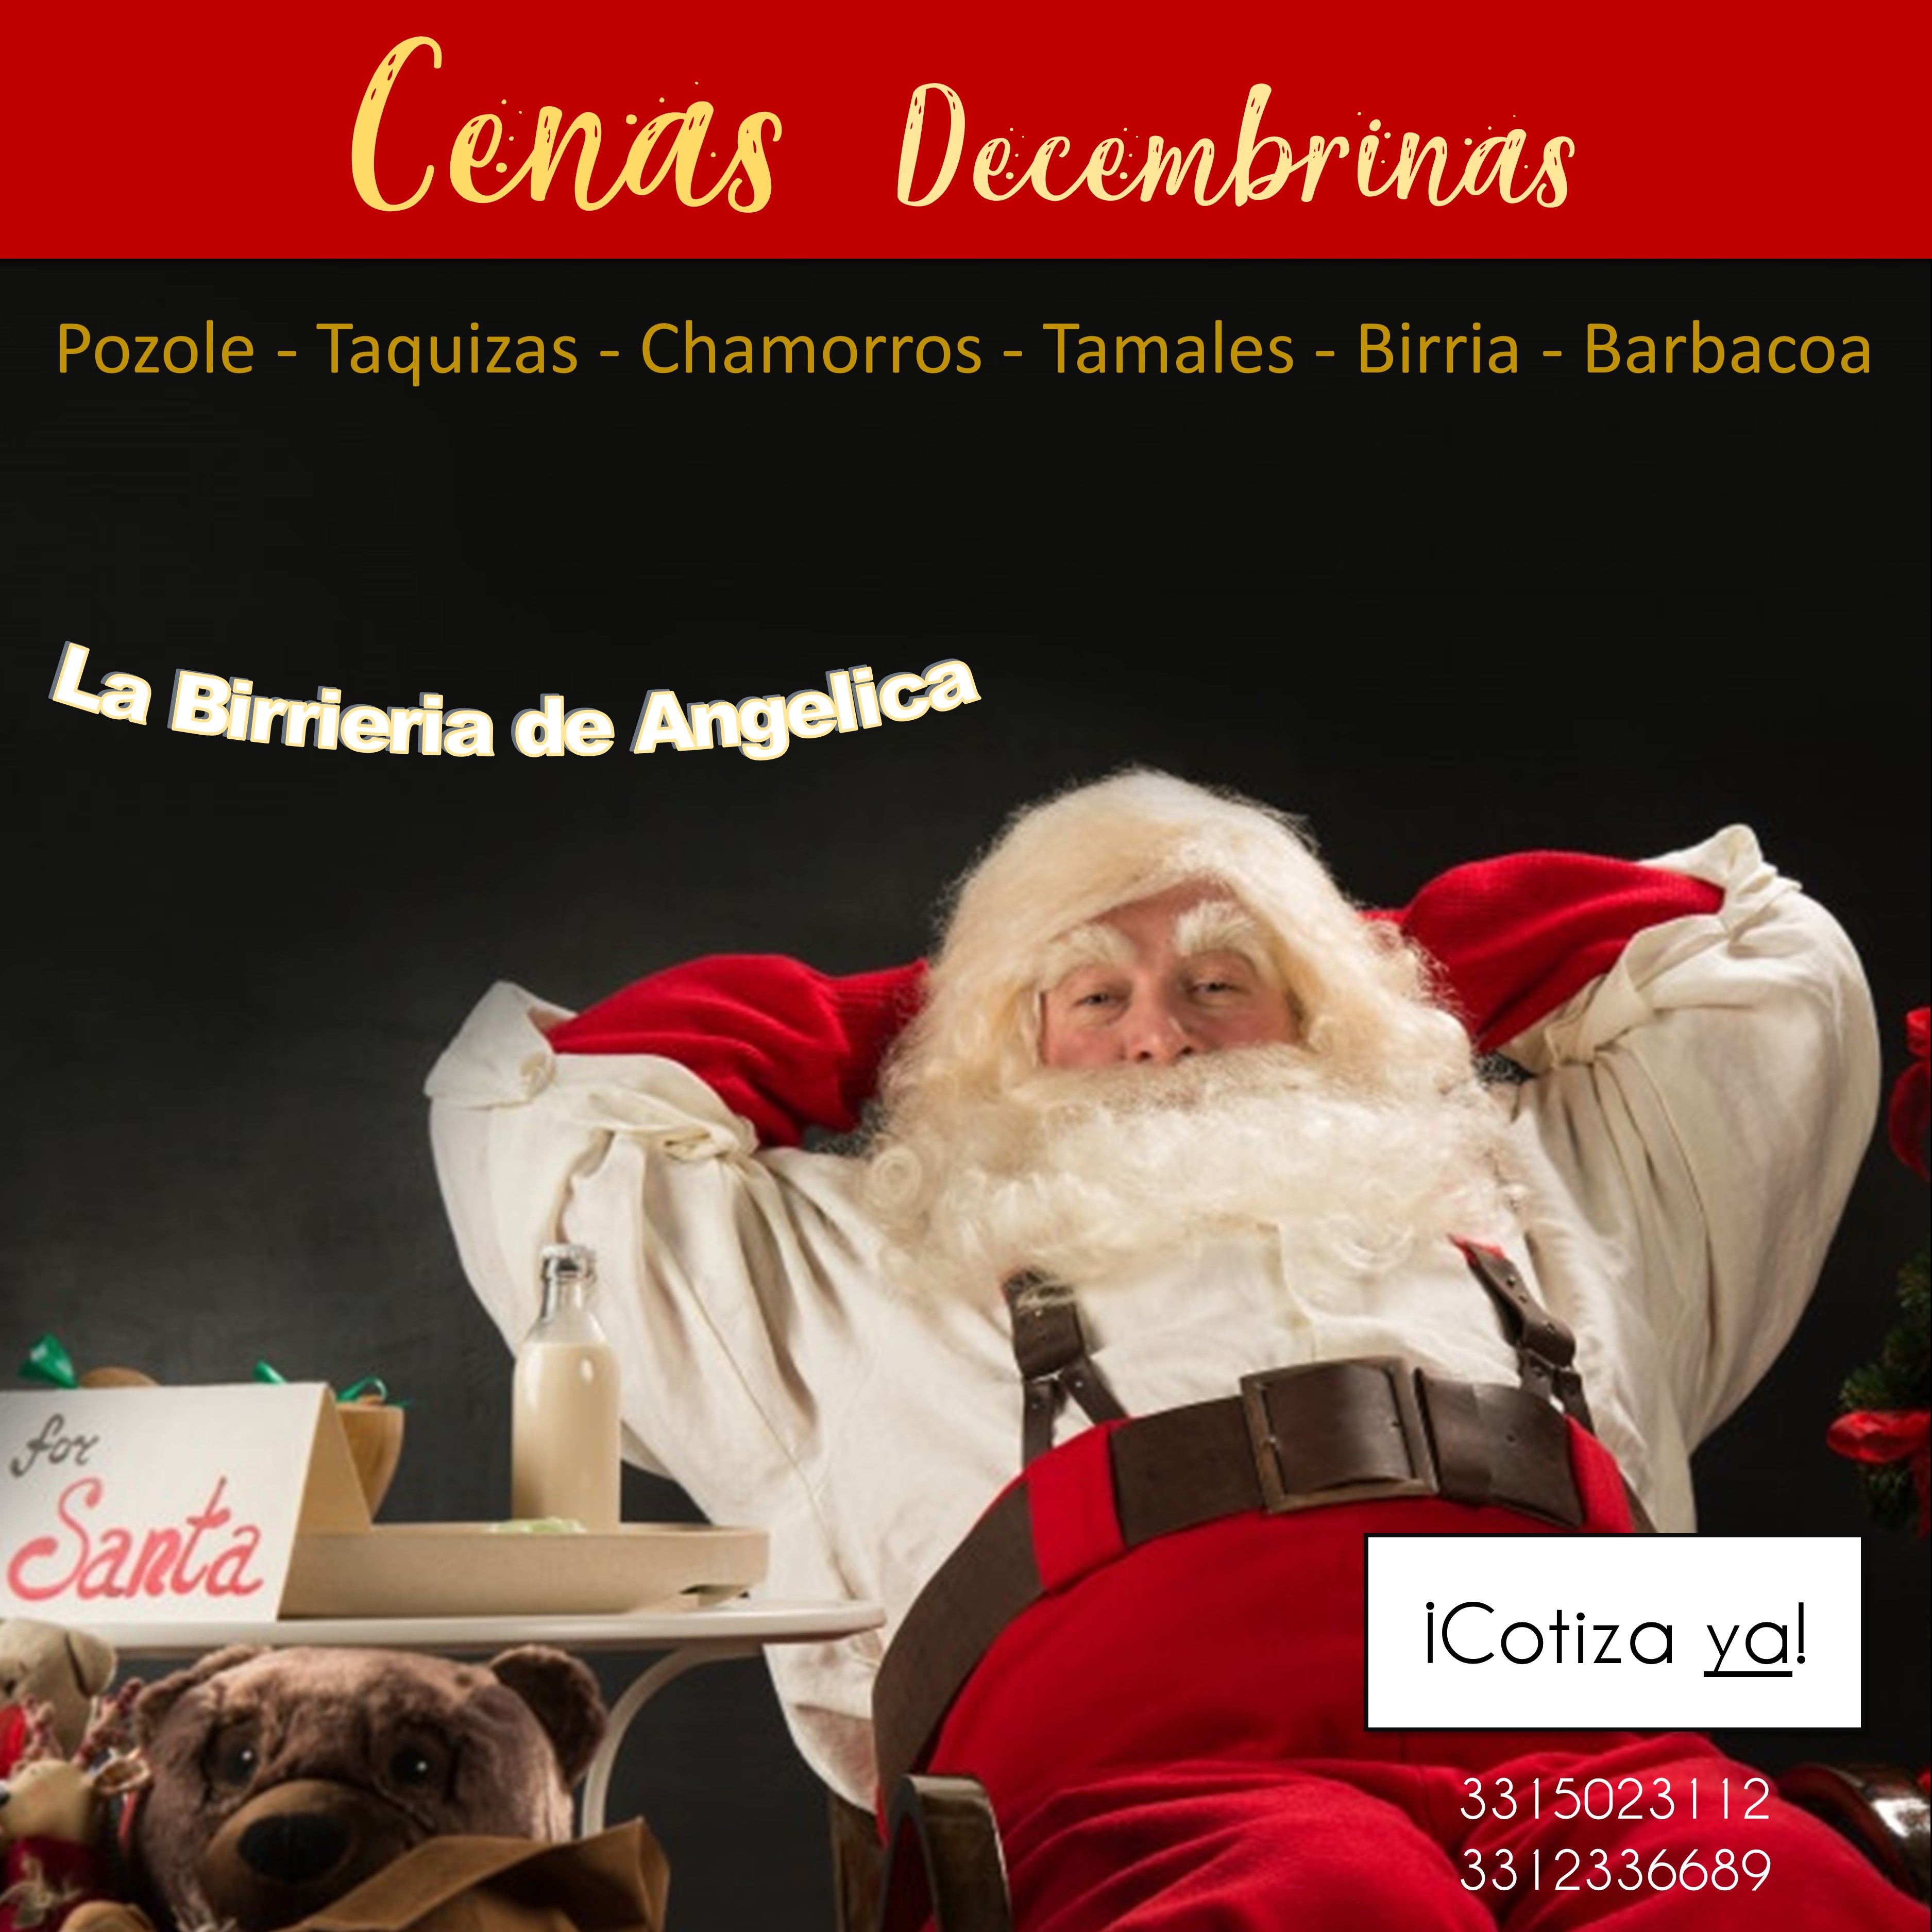 Cenas Decembrinas
Pozole - Taquizas - Chamorros - Tamales - Birria - Barbacoa
La Birrieria de Angelica
for
Santa
¡Cotiza ya!
3315023112
3312336689